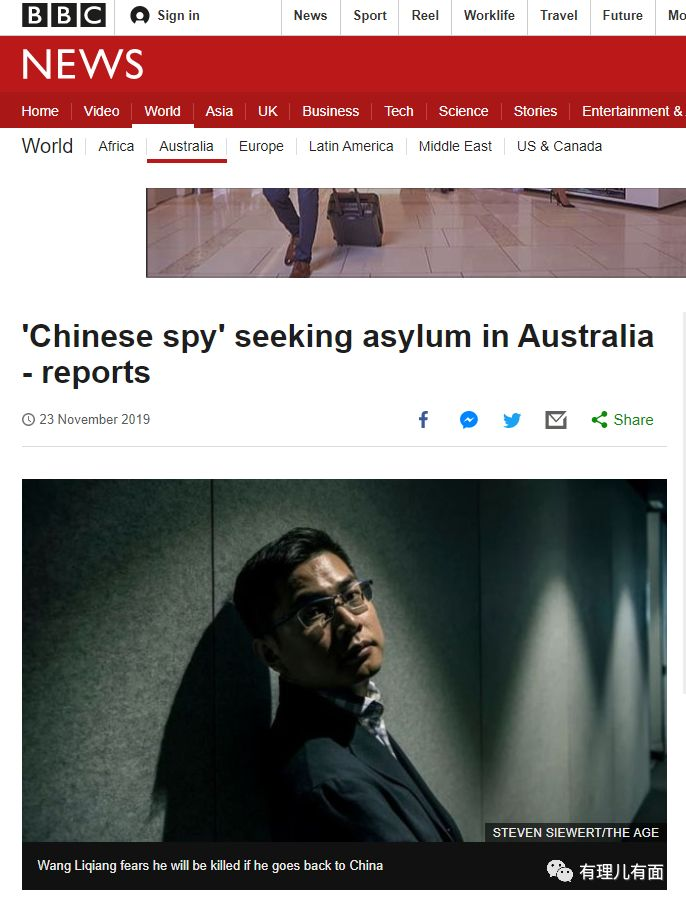 BBC
Sign in
News
Sport
Reel
Worklife
Travel
Future
Mo
NEWS
Home
Video
World
Asia
UK
Business
Tech
Science
Stories
Entertainment &
World
Africa
Australia
Europe
Latin America
Middle East
US & Canada
'Chinese spy' seeking asylum in Australia
- reports
23 November 2019
Share
STEVEN SIEWERT/THE AGE
Wang Liqiang fears he will be killed if he goes back to China
有理儿有面